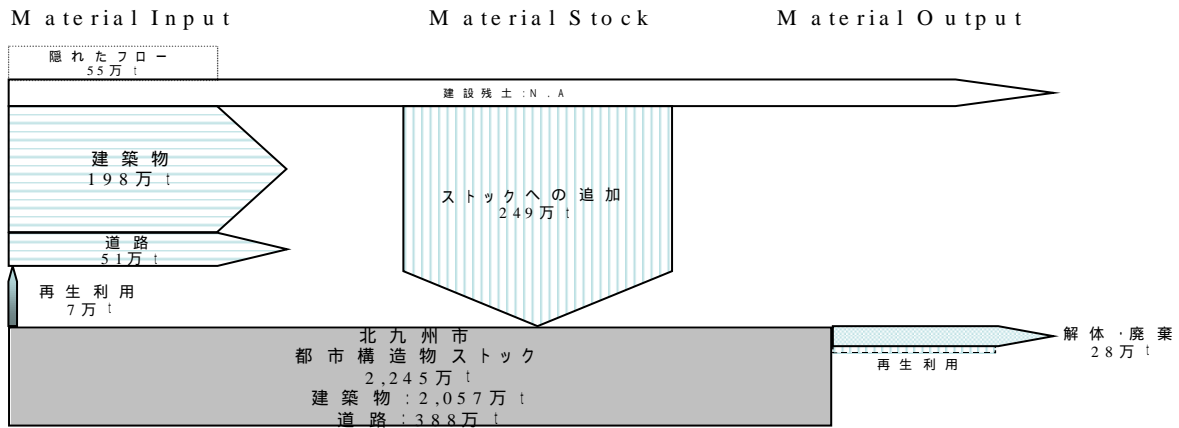 Material Input
Material Stock
Material Output
隠れたフロー
55万t
建設残土:N.A
建築物
198万t
ストックへの追加
249万t
道路
51万t
再生利用
7万t
北九州市
都市構造物ストック
2,245万t
建築物:2,057万t
道路:388万t
解体・廃棄
28万t
再生利用